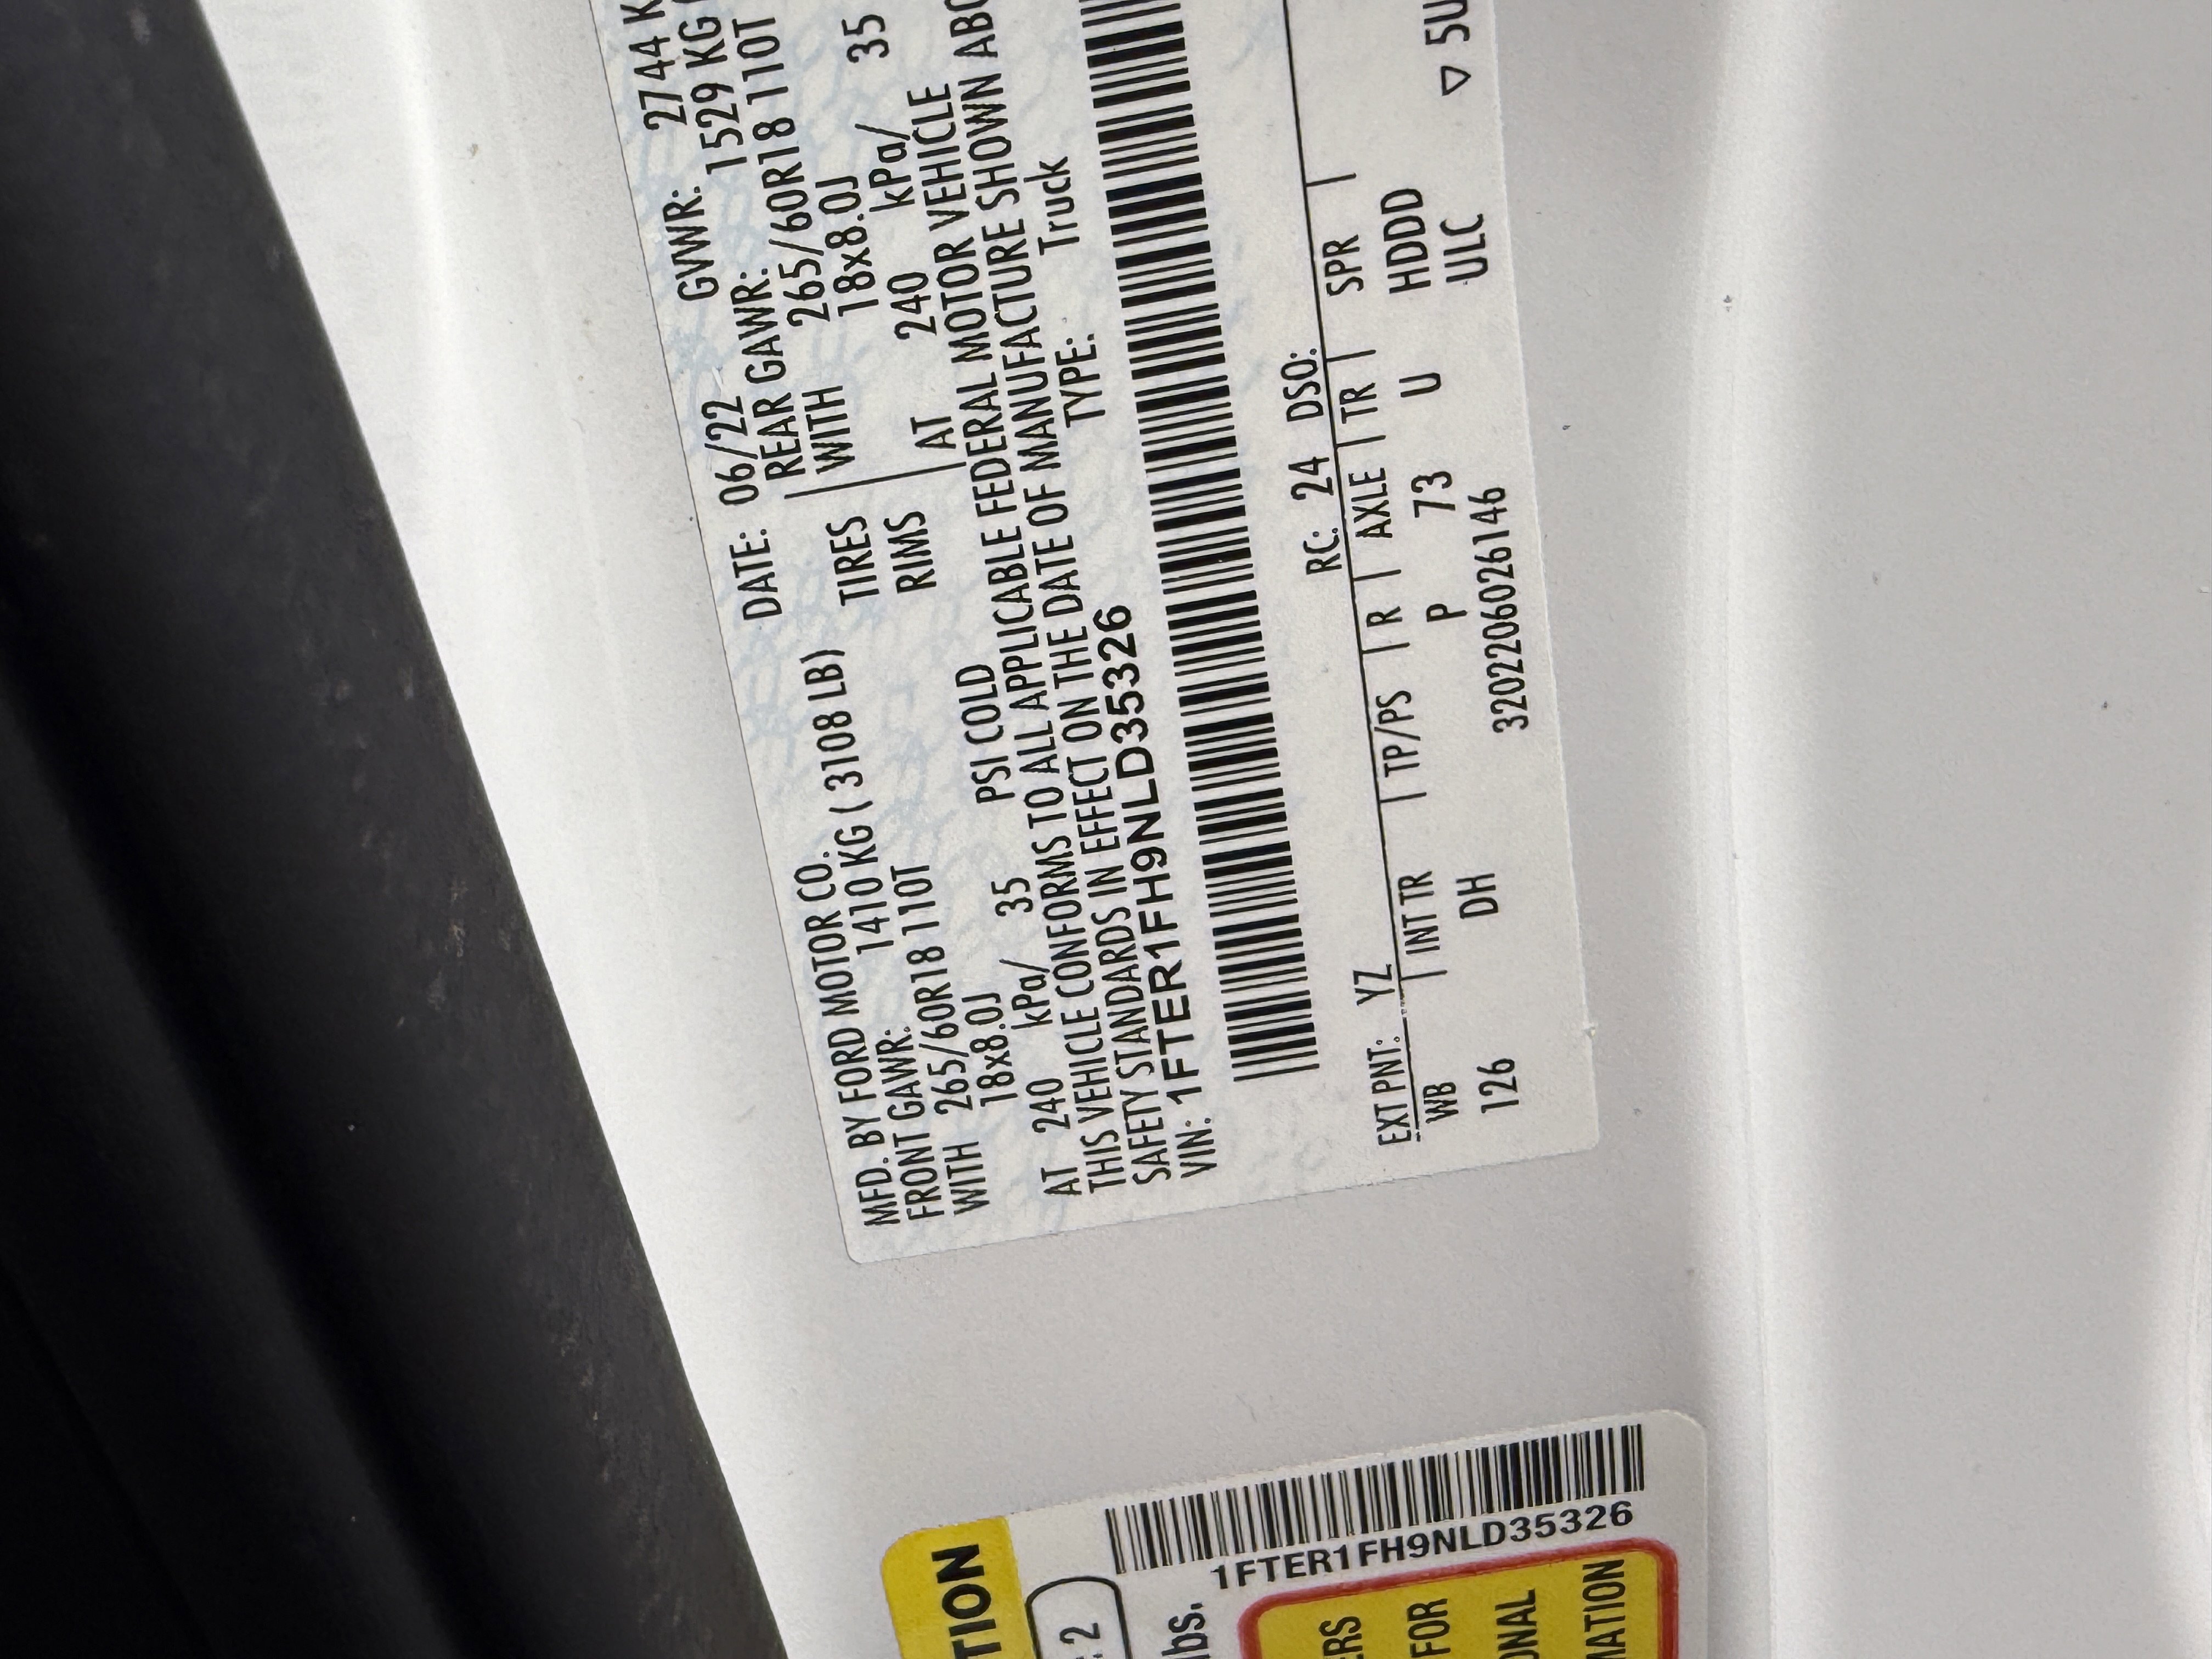 MFD. BY FORD MOTOR CO.
DATE: 06/22 GVWR: 2744 K
FRONT GAWR: 1410 KG ( 3108 LB) REAR GAWR: 1529 KG
WITH 265/60R18 110T TIRES WITH 265/60R18 110T
18x8.0J RIMS 18x8.0J
AT 240 kPa/ 35 PSI COLD AT 240 kPa/ 35
THIS VEHICLE CONFORMS TO ALL APPLICABLE FEDERAL MOTOR VEHICLE
SAFETY STANDARDS IN EFFECT ON THE DATE OF MANUFACTURE SHOWN ABO
VIN: 1FTER1FH9NLD35326 TYPE: Truck
EXT PNT: YZ RC: 24 DSO:
WB INT TR TP/PS R AXLE TR SPR
126 DH P 73 U HDDD
3202206026146 ULC ▽ 5U
TION
: 2
lbs.
1FTER1FH9NLD35326
ERS
FOR
ONAL
MATION